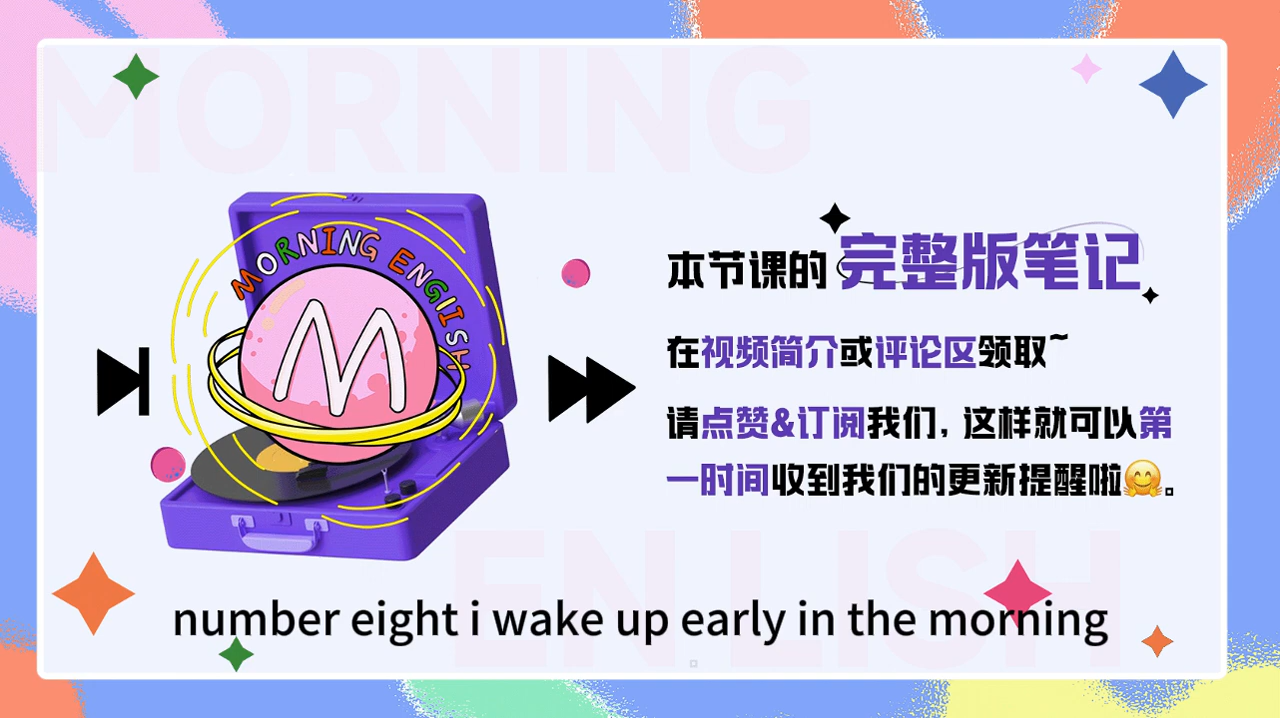 MORNING
MORNING ENGLISH
M
本节课的 完整版笔记
在视频简介或评论区领取~
请点赞&订阅我们, 这样就可以第
一时间收到我们的更新提醒啦🤗。
EN LISH
number eight i wake up early in the morning